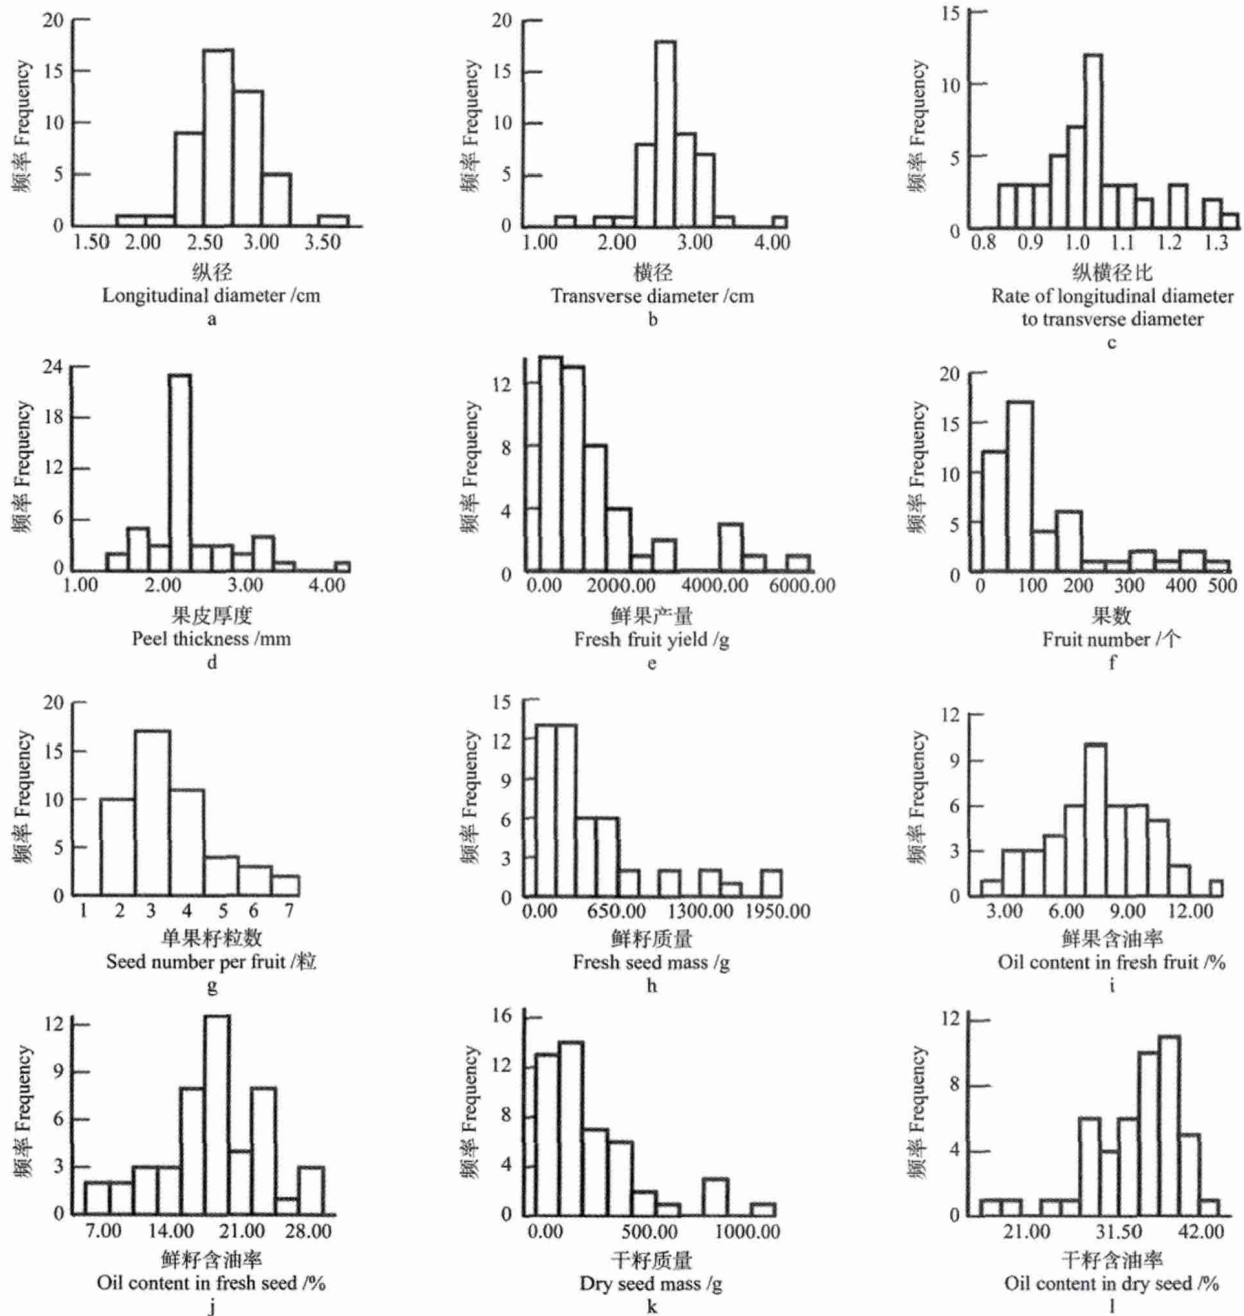 20
15
10
5
0
频率 Frequency
1.50 2.00 2.50 3.00 3.50
纵径
Longitudinal diameter /cm
a
20
15
10
5
0
频率 Frequency
1.00 2.00 3.00 4.00
横径
Transverse diameter /cm
b
15
10
5
0
频率 Frequency
0.8 0.9 1.0 1.1 1.2 1.3
纵横径比
Rate of longitudinal diameter
to transverse diameter
c
24
18
12
6
0
频率 Frequency
1.00 2.00 3.00 4.00
果皮厚度
Peel thickness /mm
d
12
8
4
0
频率 Frequency
0.00 2000.00 4000.00 6000.00
鲜果产量
Fresh fruit yield /g
e
20
15
10
5
0
频率 Frequency
0 100 200 300 400 500
果数
Fruit number /个
f
20
15
10
5
0
频率 Frequency
1 2 3 4 5 6 7
单果籽粒数
Seed number per fruit /粒
g
15
12
9
6
3
0
频率 Frequency
0.00 650.00 1300.00 1950.00
鲜籽质量
Fresh seed mass /g
h
12
9
6
3
0
频率 Frequency
3.00 6.00 9.00 12.00
鲜果含油率
Oil content in fresh fruit /%
i
12
9
6
3
0
频率 Frequency
7.00 14.00 21.00 28.00
鲜籽含油率
Oil content in fresh seed /%
j
16
12
8
4
0
频率 Frequency
0.00 500.00 1000.00
干籽质量
Dry seed mass /g
k
12
8
4
0
频率 Frequency
21.00 31.50 42.00
干籽含油率
Oil content in dry seed /%
l